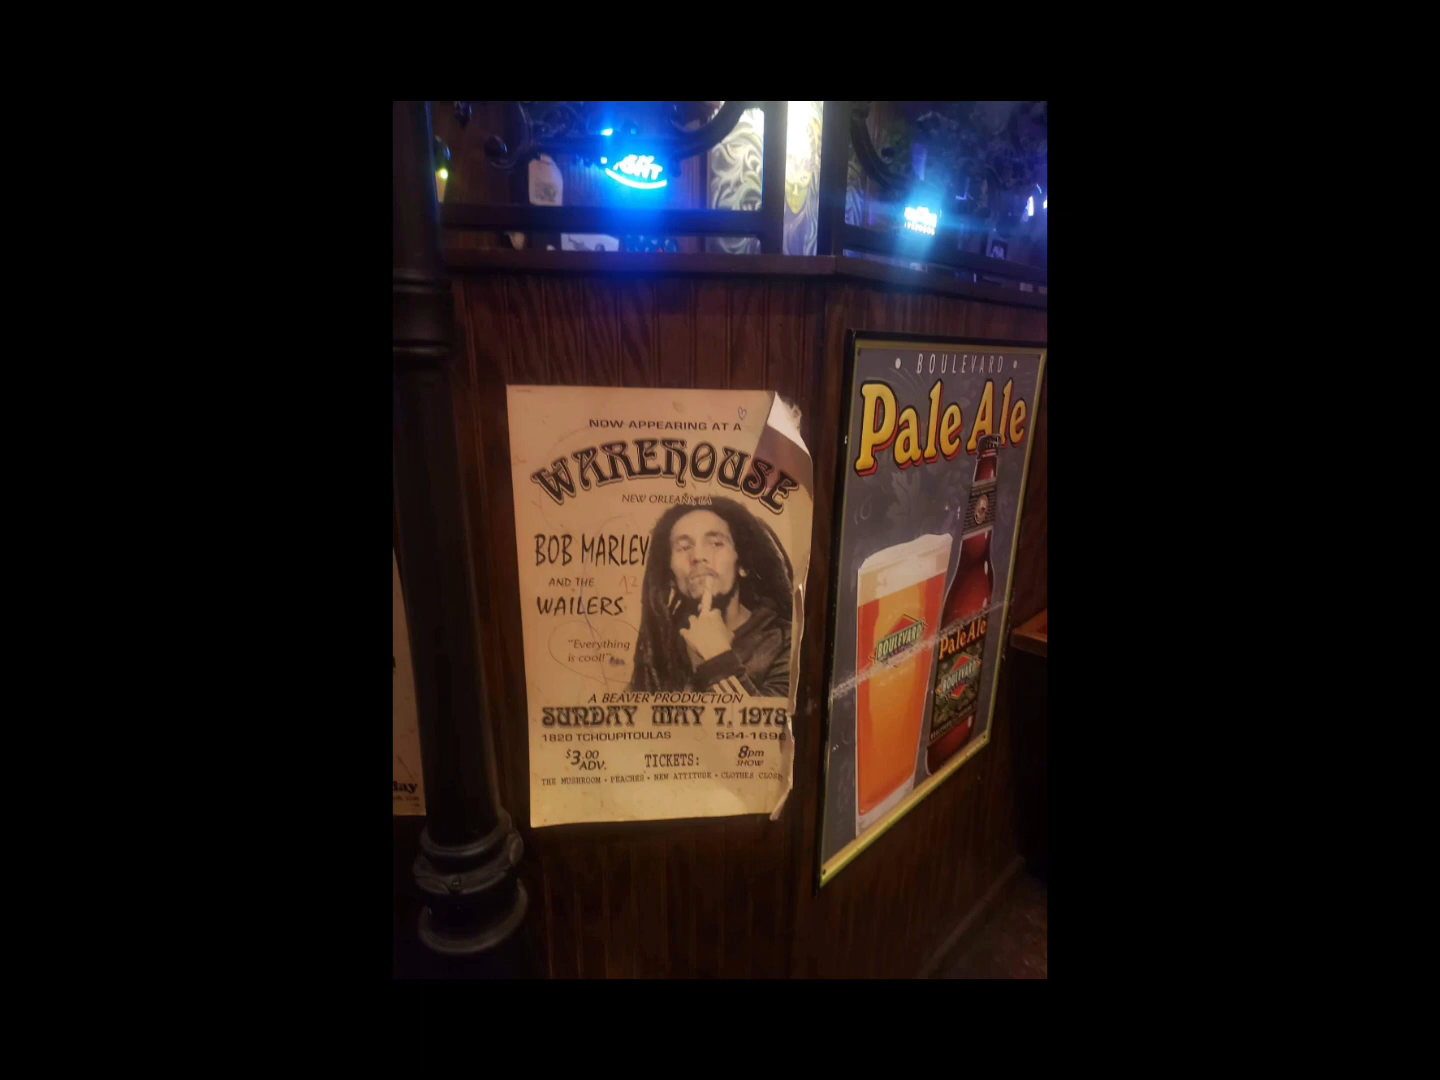 NOW APPEARING AT A
WAREHOUSE
NEW ORLEANS, LA
BOB MARLEY
AND THE
WAILERS
"Everything
is cool!"
A BEAVER PRODUCTION
SUNDAY MAY 7, 1978
1820 TCHOUPITOULAS 524-169
$3.00
ADV.
TICKETS:
8pm
SHOW
THE MUSHROOM • PEACHES • NEW ATTITUDE • CLOTHES
• BOULEVARD •
Pale Ale
BOULEVARD
Pale Ale
BOULEVARD